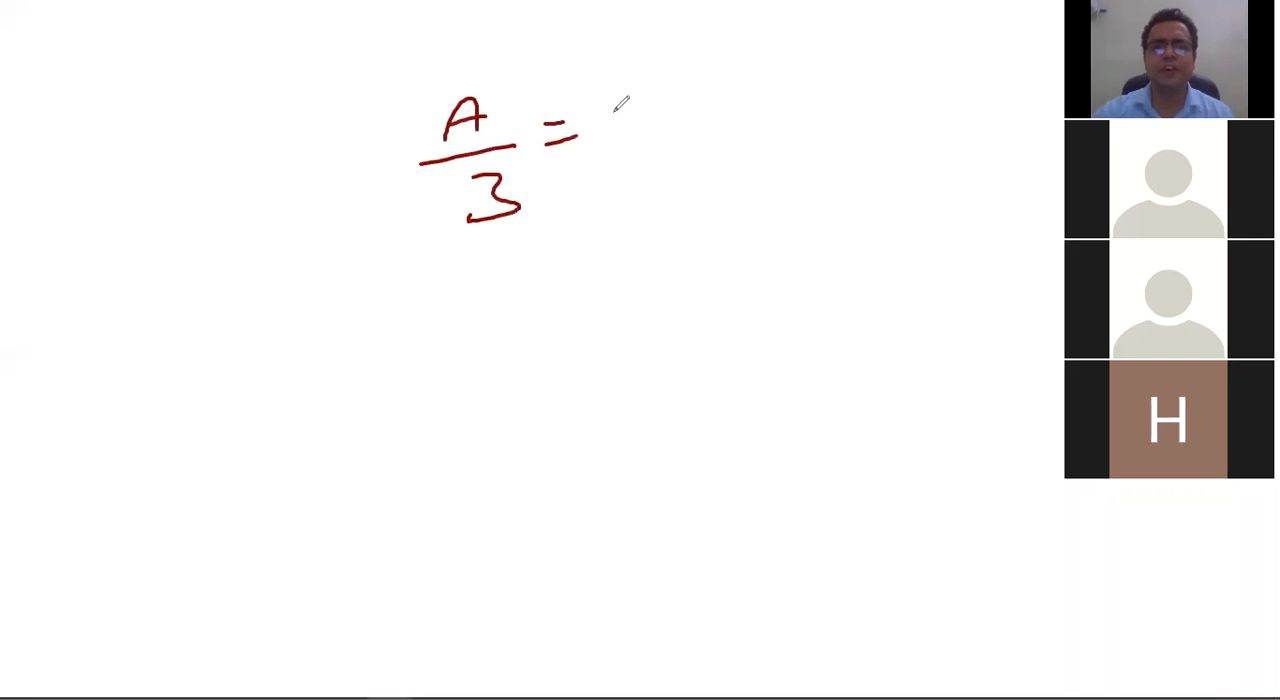 A/3 =
H